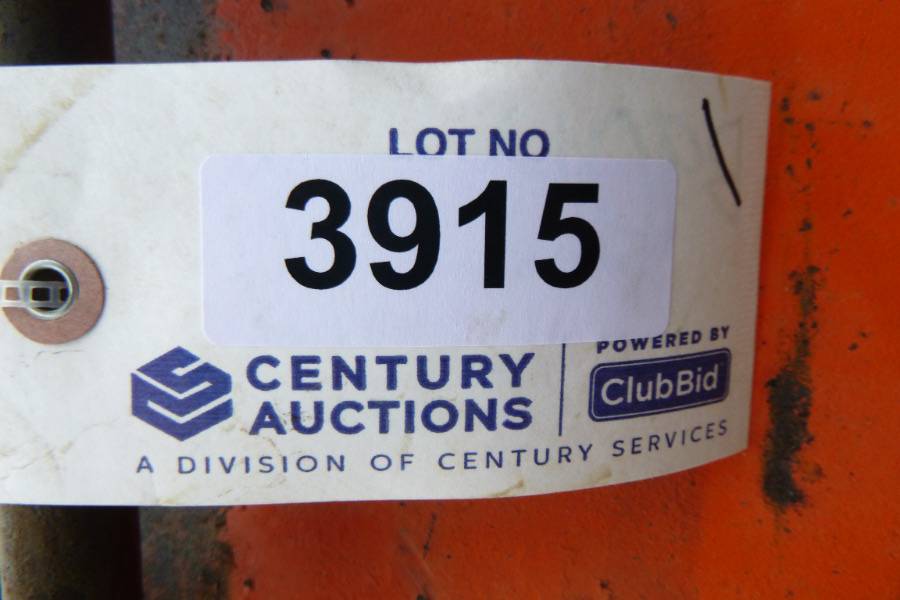 LOT NO
3915
CENTURY
AUCTIONS
POWERED BY
ClubBid
A DIVISION OF CENTURY SERVICES